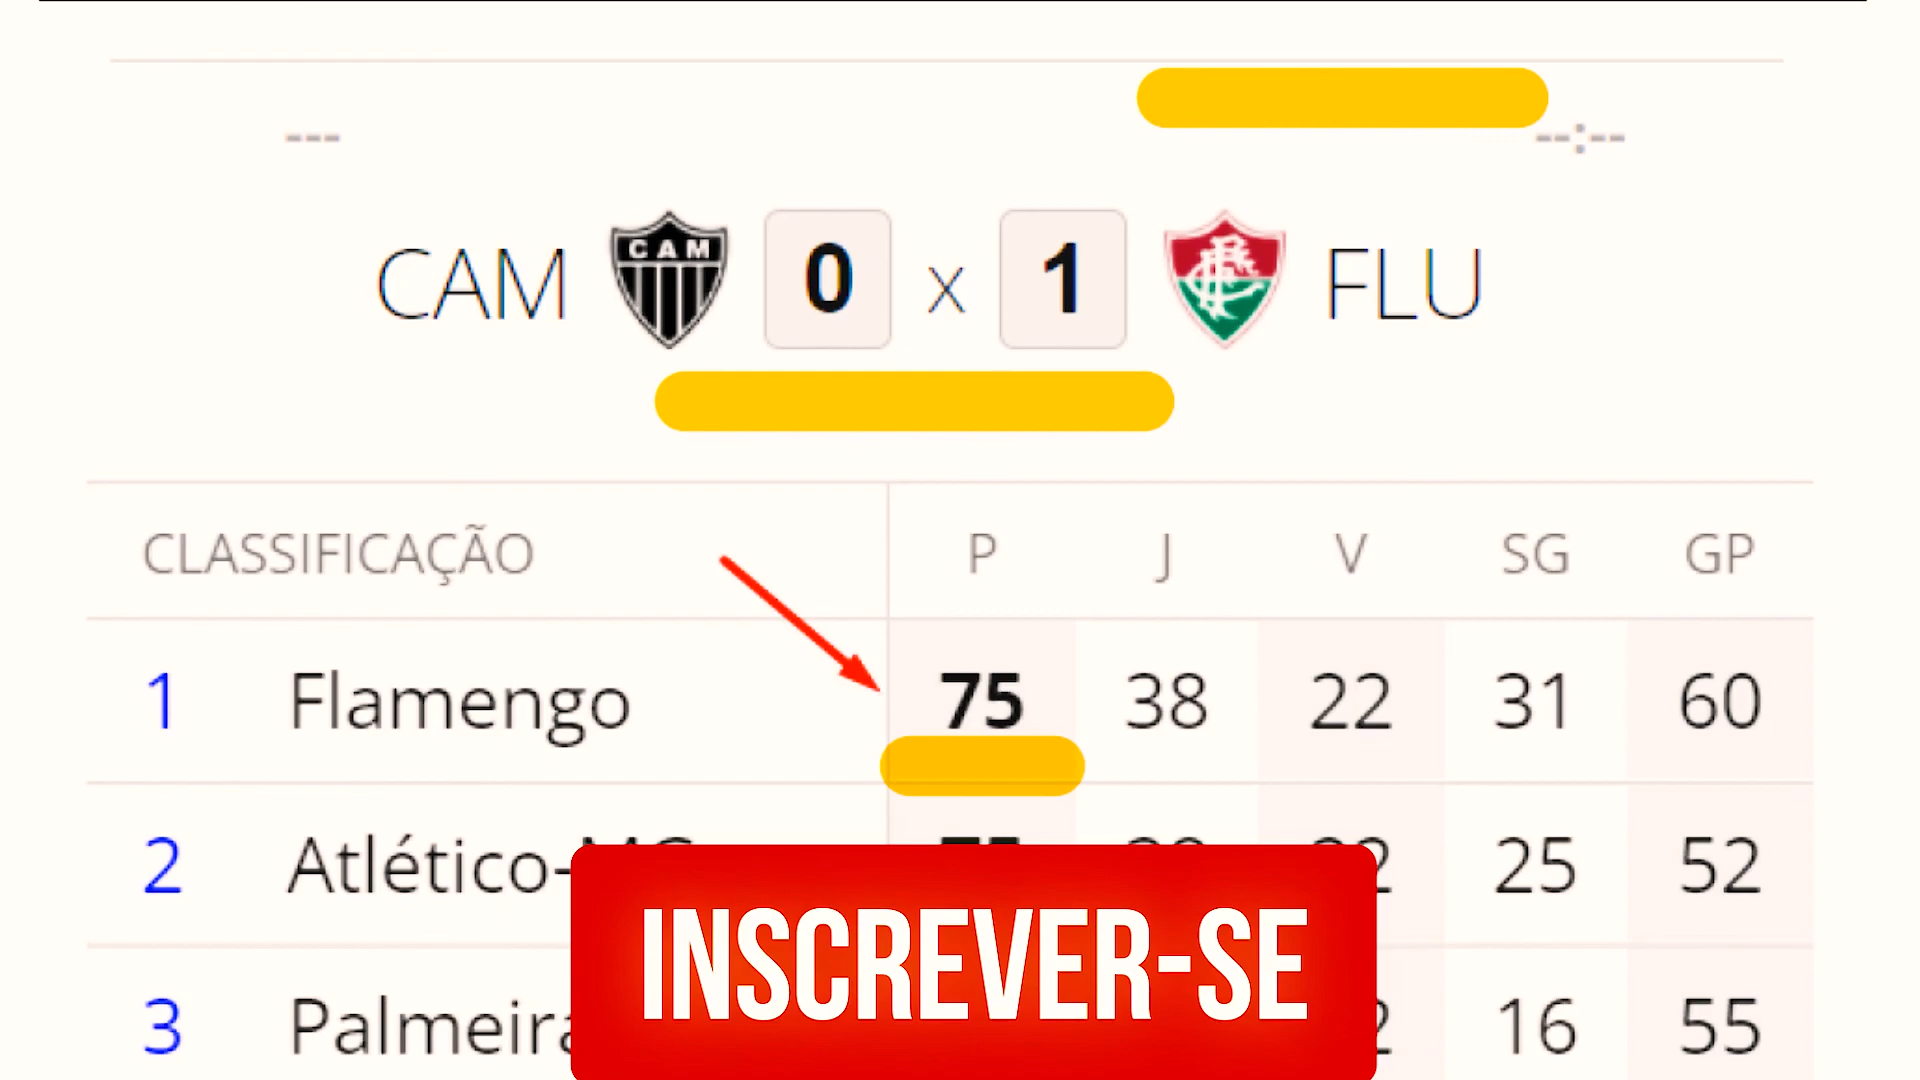 --- --:--
CAM CAM 0 x 1 FLU
CLASSIFICAÇÃO P J V SG GP
1 Flamengo 75 38 22 31 60
2 Atlético- 25 52
3 16 55
INSCREVER-SE